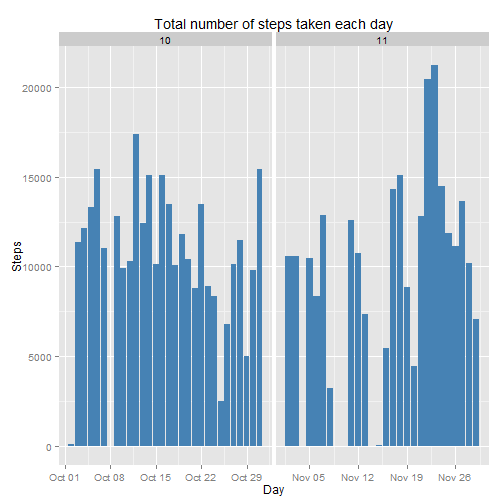 Total number of steps taken each day
10 11
20000
15000
10000
5000
0
Steps
Oct 01 Oct 08 Oct 15 Oct 22 Oct 29 Nov 05 Nov 12 Nov 19 Nov 26
Day